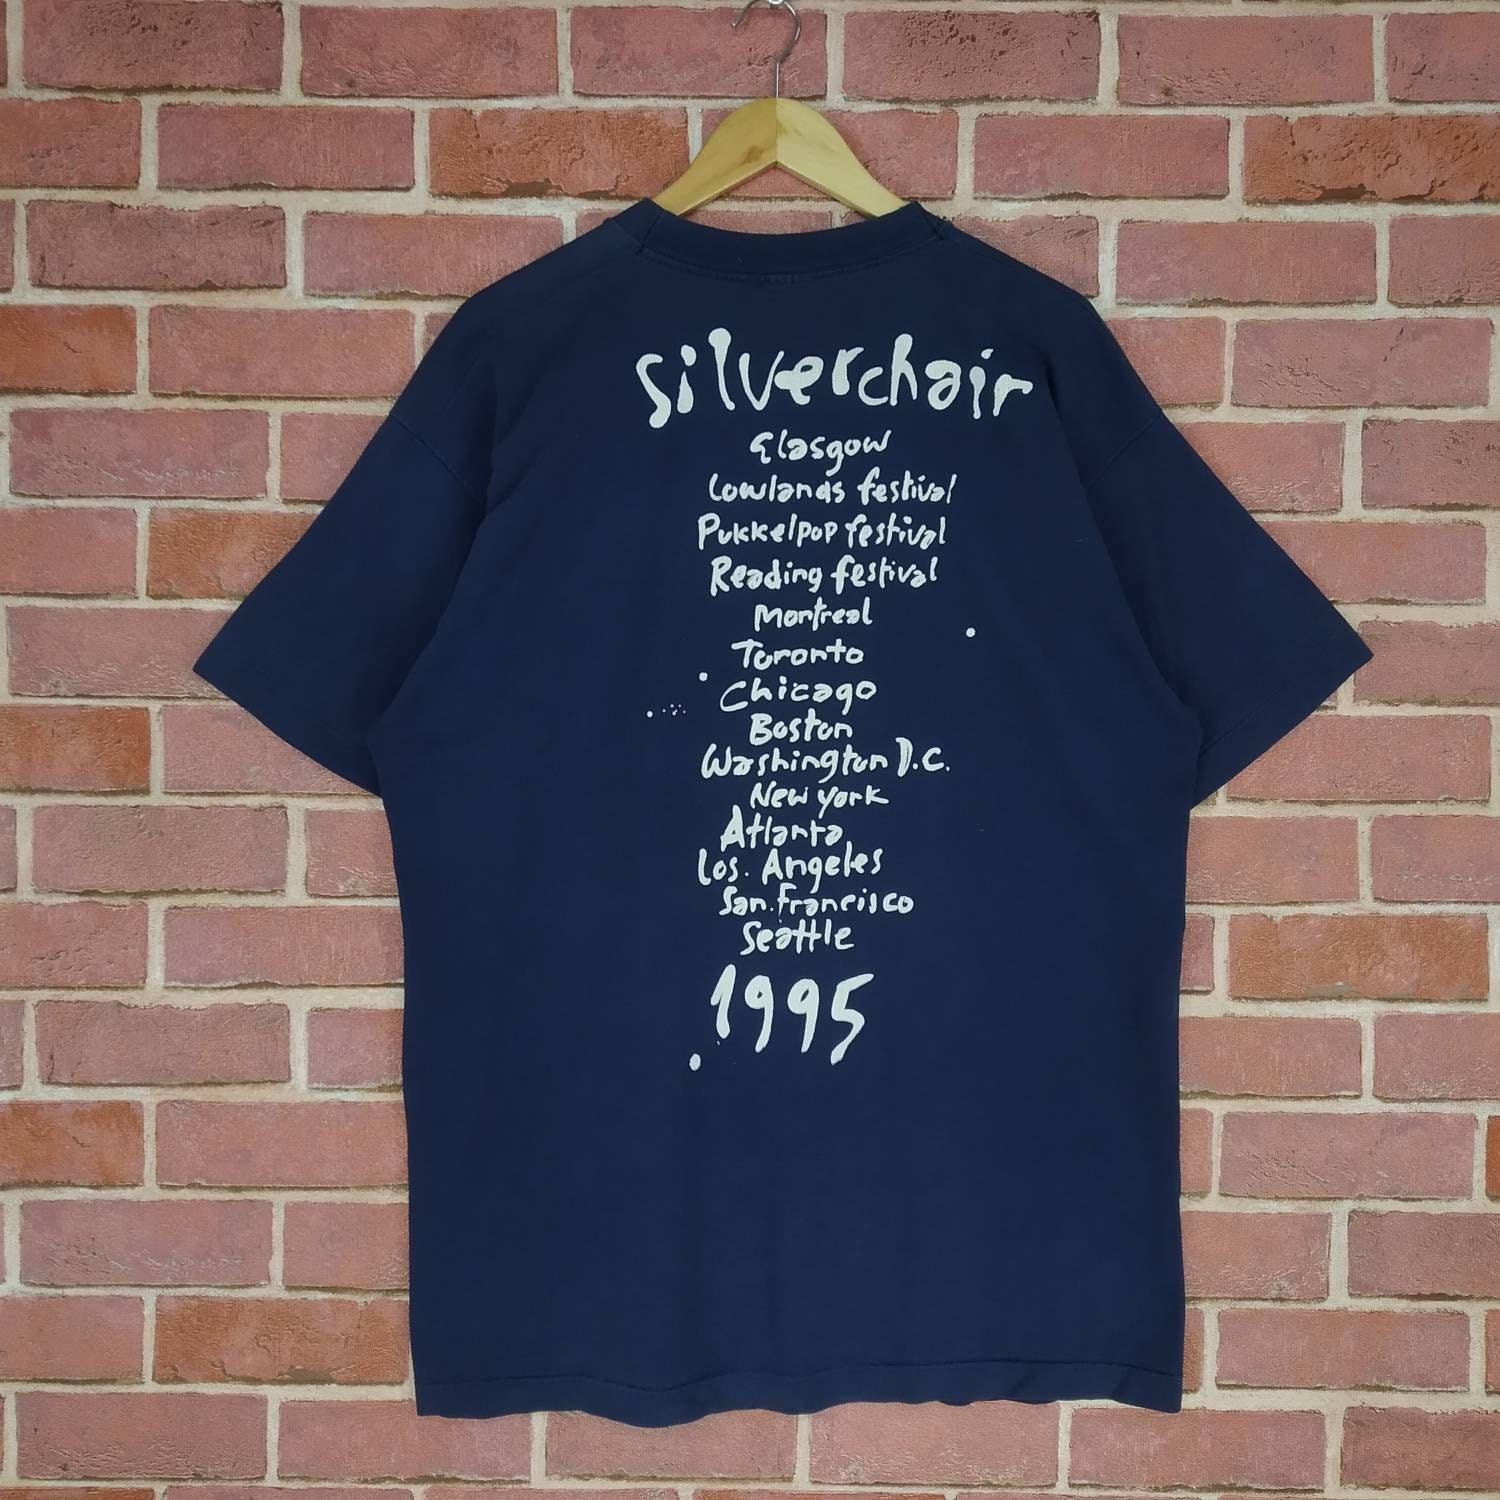 silverchair
Glasgow
Lowlands festival
Pukkelpop festival
Reading festival
Montreal
Toronto
Chicago
Boston
Washington D.C.
New York
Atlanta
Los. Angeles
San. Francisco
Seattle
1995